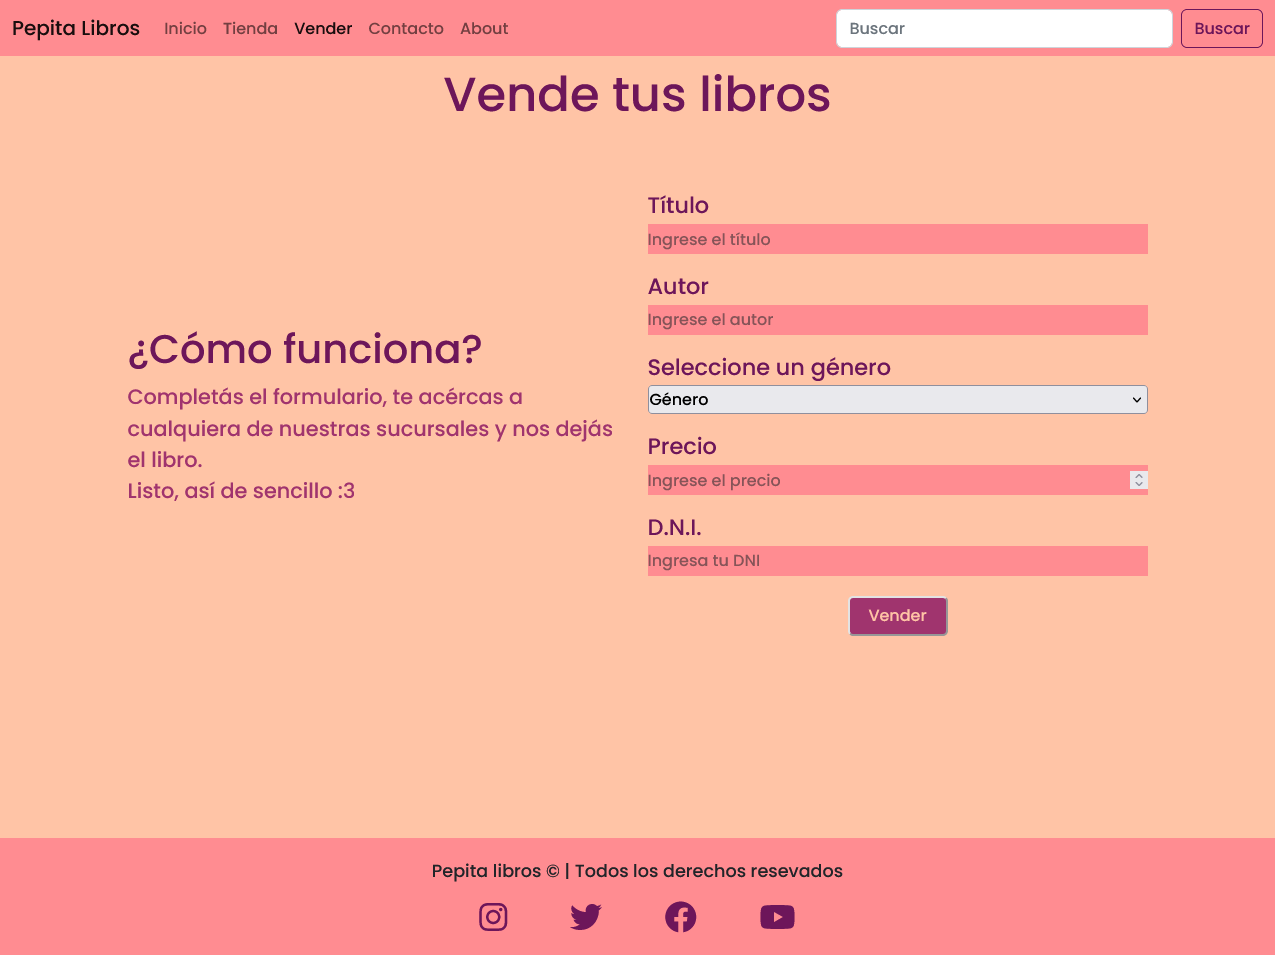 Pepita Libros Inicio Tienda Vender Contacto About Buscar Buscar
Vende tus libros
¿Cómo funciona?
Completás el formulario, te acércas a
cualquiera de nuestras sucursales y nos dejás
el libro.
Listo, así de sencillo :3
Título
Ingrese el título
Autor
Ingrese el autor
Seleccione un género
Género
Precio
Ingrese el precio
D.N.I.
Ingresa tu DNI
Vender
Pepita libros © | Todos los derechos resevados